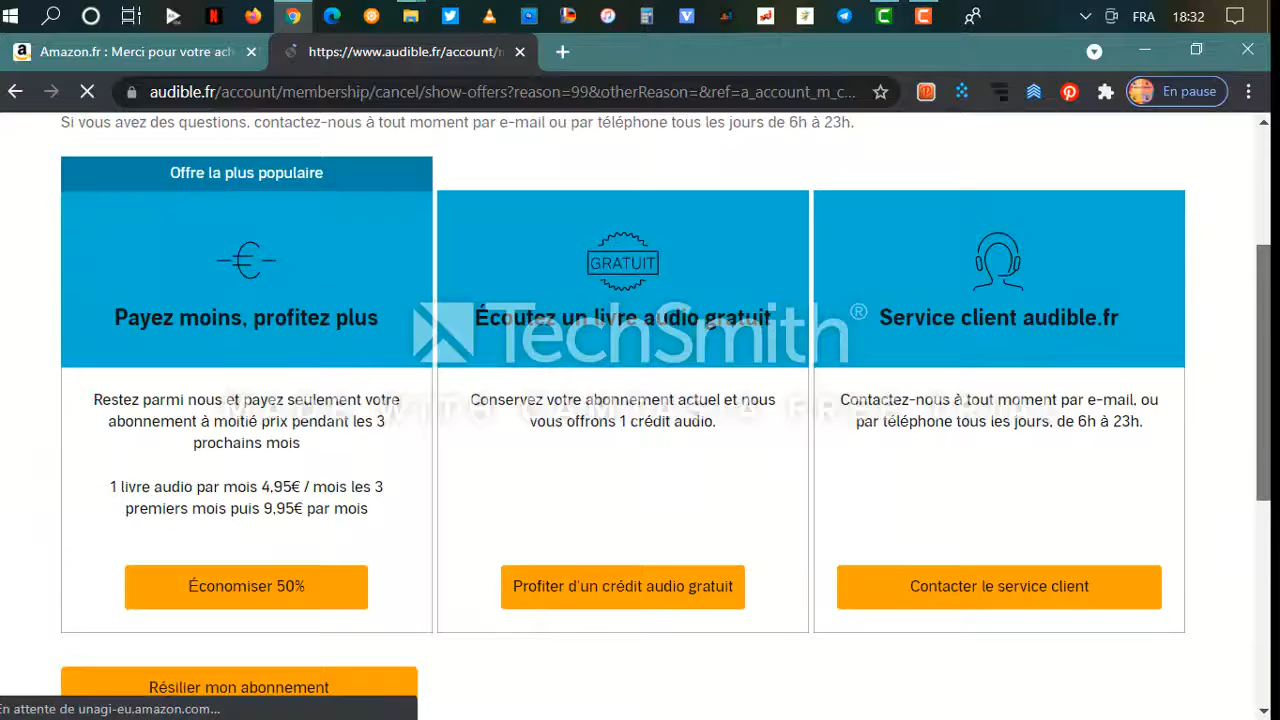 FRA
18:32
Amazon.fr : Merci pour votre ach
https://www.audible.fr/account/m
audible.fr/account/membership/cancel/show-offers?reason=99&otherReason=&ref=a_account_m_c...
En pause
Si vous avez des questions, contactez-nous à tout moment par e-mail ou par téléphone tous les jours de 6h à 23h.
Offre la plus populaire
Payez moins, profitez plus
Restez parmi nous et payez seulement votre
abonnement à moitié prix pendant les 3
prochains mois
1 livre audio par mois 4,95€ / mois les 3
premiers mois puis 9,95€ par mois
Économiser 50%
GRATUIT
Écoutez un livre audio gratuit
Conservez votre abonnement actuel et nous
vous offrons 1 crédit audio.
Profiter d'un crédit audio gratuit
Service client audible.fr
Contactez-nous à tout moment par e-mail, ou
par téléphone tous les jours, de 6h à 23h.
Contacter le service client
TechSmith®
MADE WITH CAMTASIA FREE TRIAL
Résilier mon abonnement
En attente de unagi-eu.amazon.com...